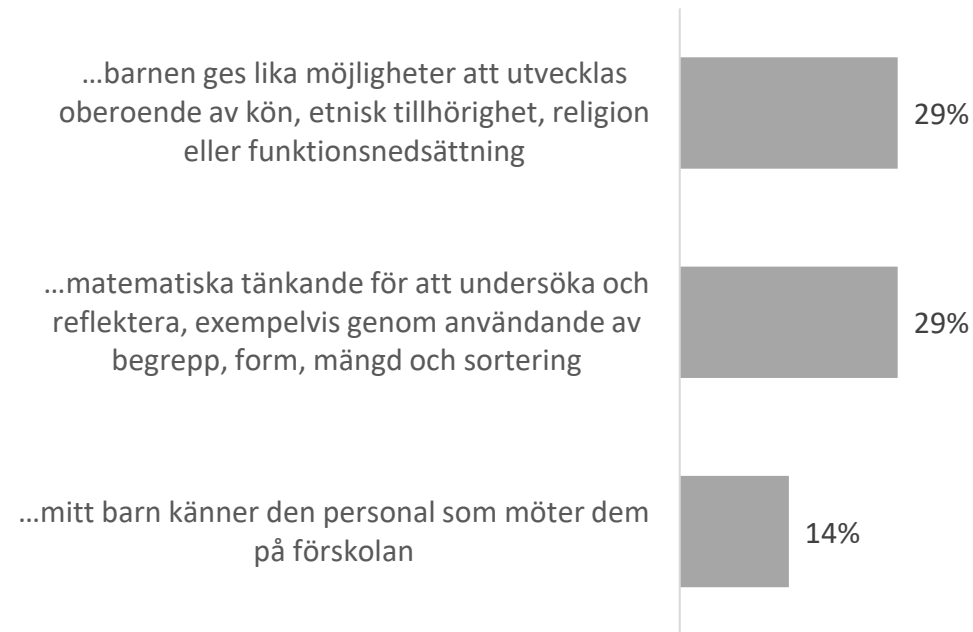 …barnen ges lika möjligheter att utvecklas
oberoende av kön, etnisk tillhörighet, religion
eller funktionsnedsättning
29%
…matematiska tänkande för att undersöka och
reflektera, exempelvis genom användande av
begrepp, form, mängd och sortering
29%
…mitt barn känner den personal som möter dem
på förskolan
14%